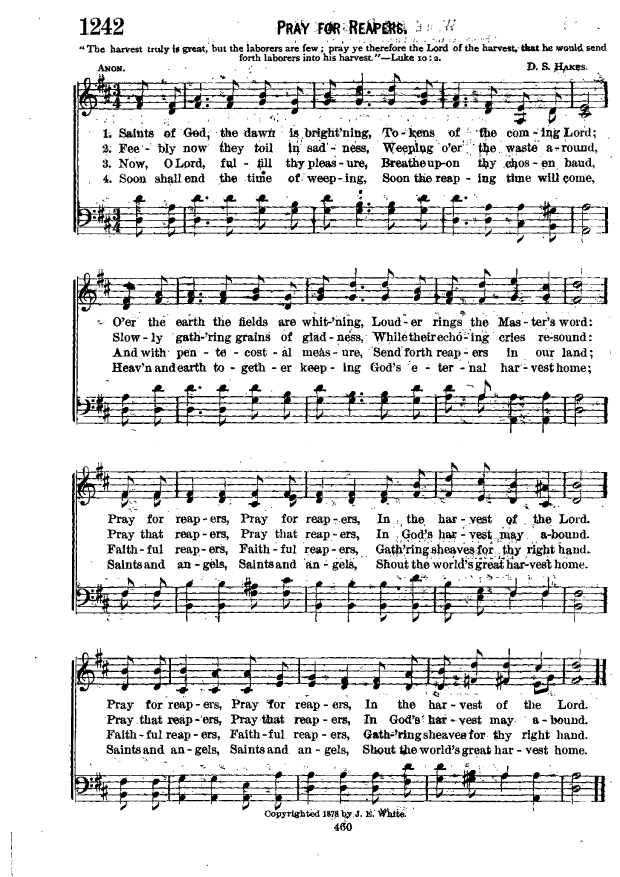 1242
PRAY FOR REAPERS.
"The harvest truly is great, but the laborers are few; pray ye therefore the Lord of the harvest, that he would send
forth laborers into his harvest."—Luke 10:2.
ANON.
D. S. HAKES.
1. Saints of God, the dawn is bright'ning, To-kens of the com-ing Lord;
2. Fee-bly now they toil in sad-ness, Weeping o'er the waste a-round,
3. Now, O Lord, ful-fill thy pleas-ure, Breathe up-on thy chos-en band,
4. Soon shall end the time of weep-ing, Soon the reap-ing time will come,
O'er the earth the fields are whit-'ning, Loud-er rings the Mas-ter's word:
Slow-ly gath-'ring grains of glad-ness, While their echo-ing cries re-sound:
And with pen-te-cost-al meas-ure, Send forth reap-ers in our land;
Heav'n and earth to-geth-er keep-ing God's e-ter-nal har-vest home;
Pray for reap-ers, Pray for reap-ers, In the har-vest of the Lord.
Pray that reap-ers, Pray that reap-ers, In God's har-vest may a-bound.
Faith-ful reap-ers, Faith-ful reap-ers, Gath-'ring sheaves for thy right hand.
Saints and an-gels, Saints and an-gels, Shout the world's great har-vest home.
Pray for reap-ers, Pray for reap-ers, In the har-vest of the Lord.
Pray that reap-ers, Pray that reap-ers, In God's har-vest may a-bound.
Faith-ful reap-ers, Faith-ful reap-ers, Gath-'ring sheaves for thy right hand.
Saints and an-gels, Saints and an-gels, Shout the world's great har-vest home.
Copyrighted 1878 by J. E. White.
460